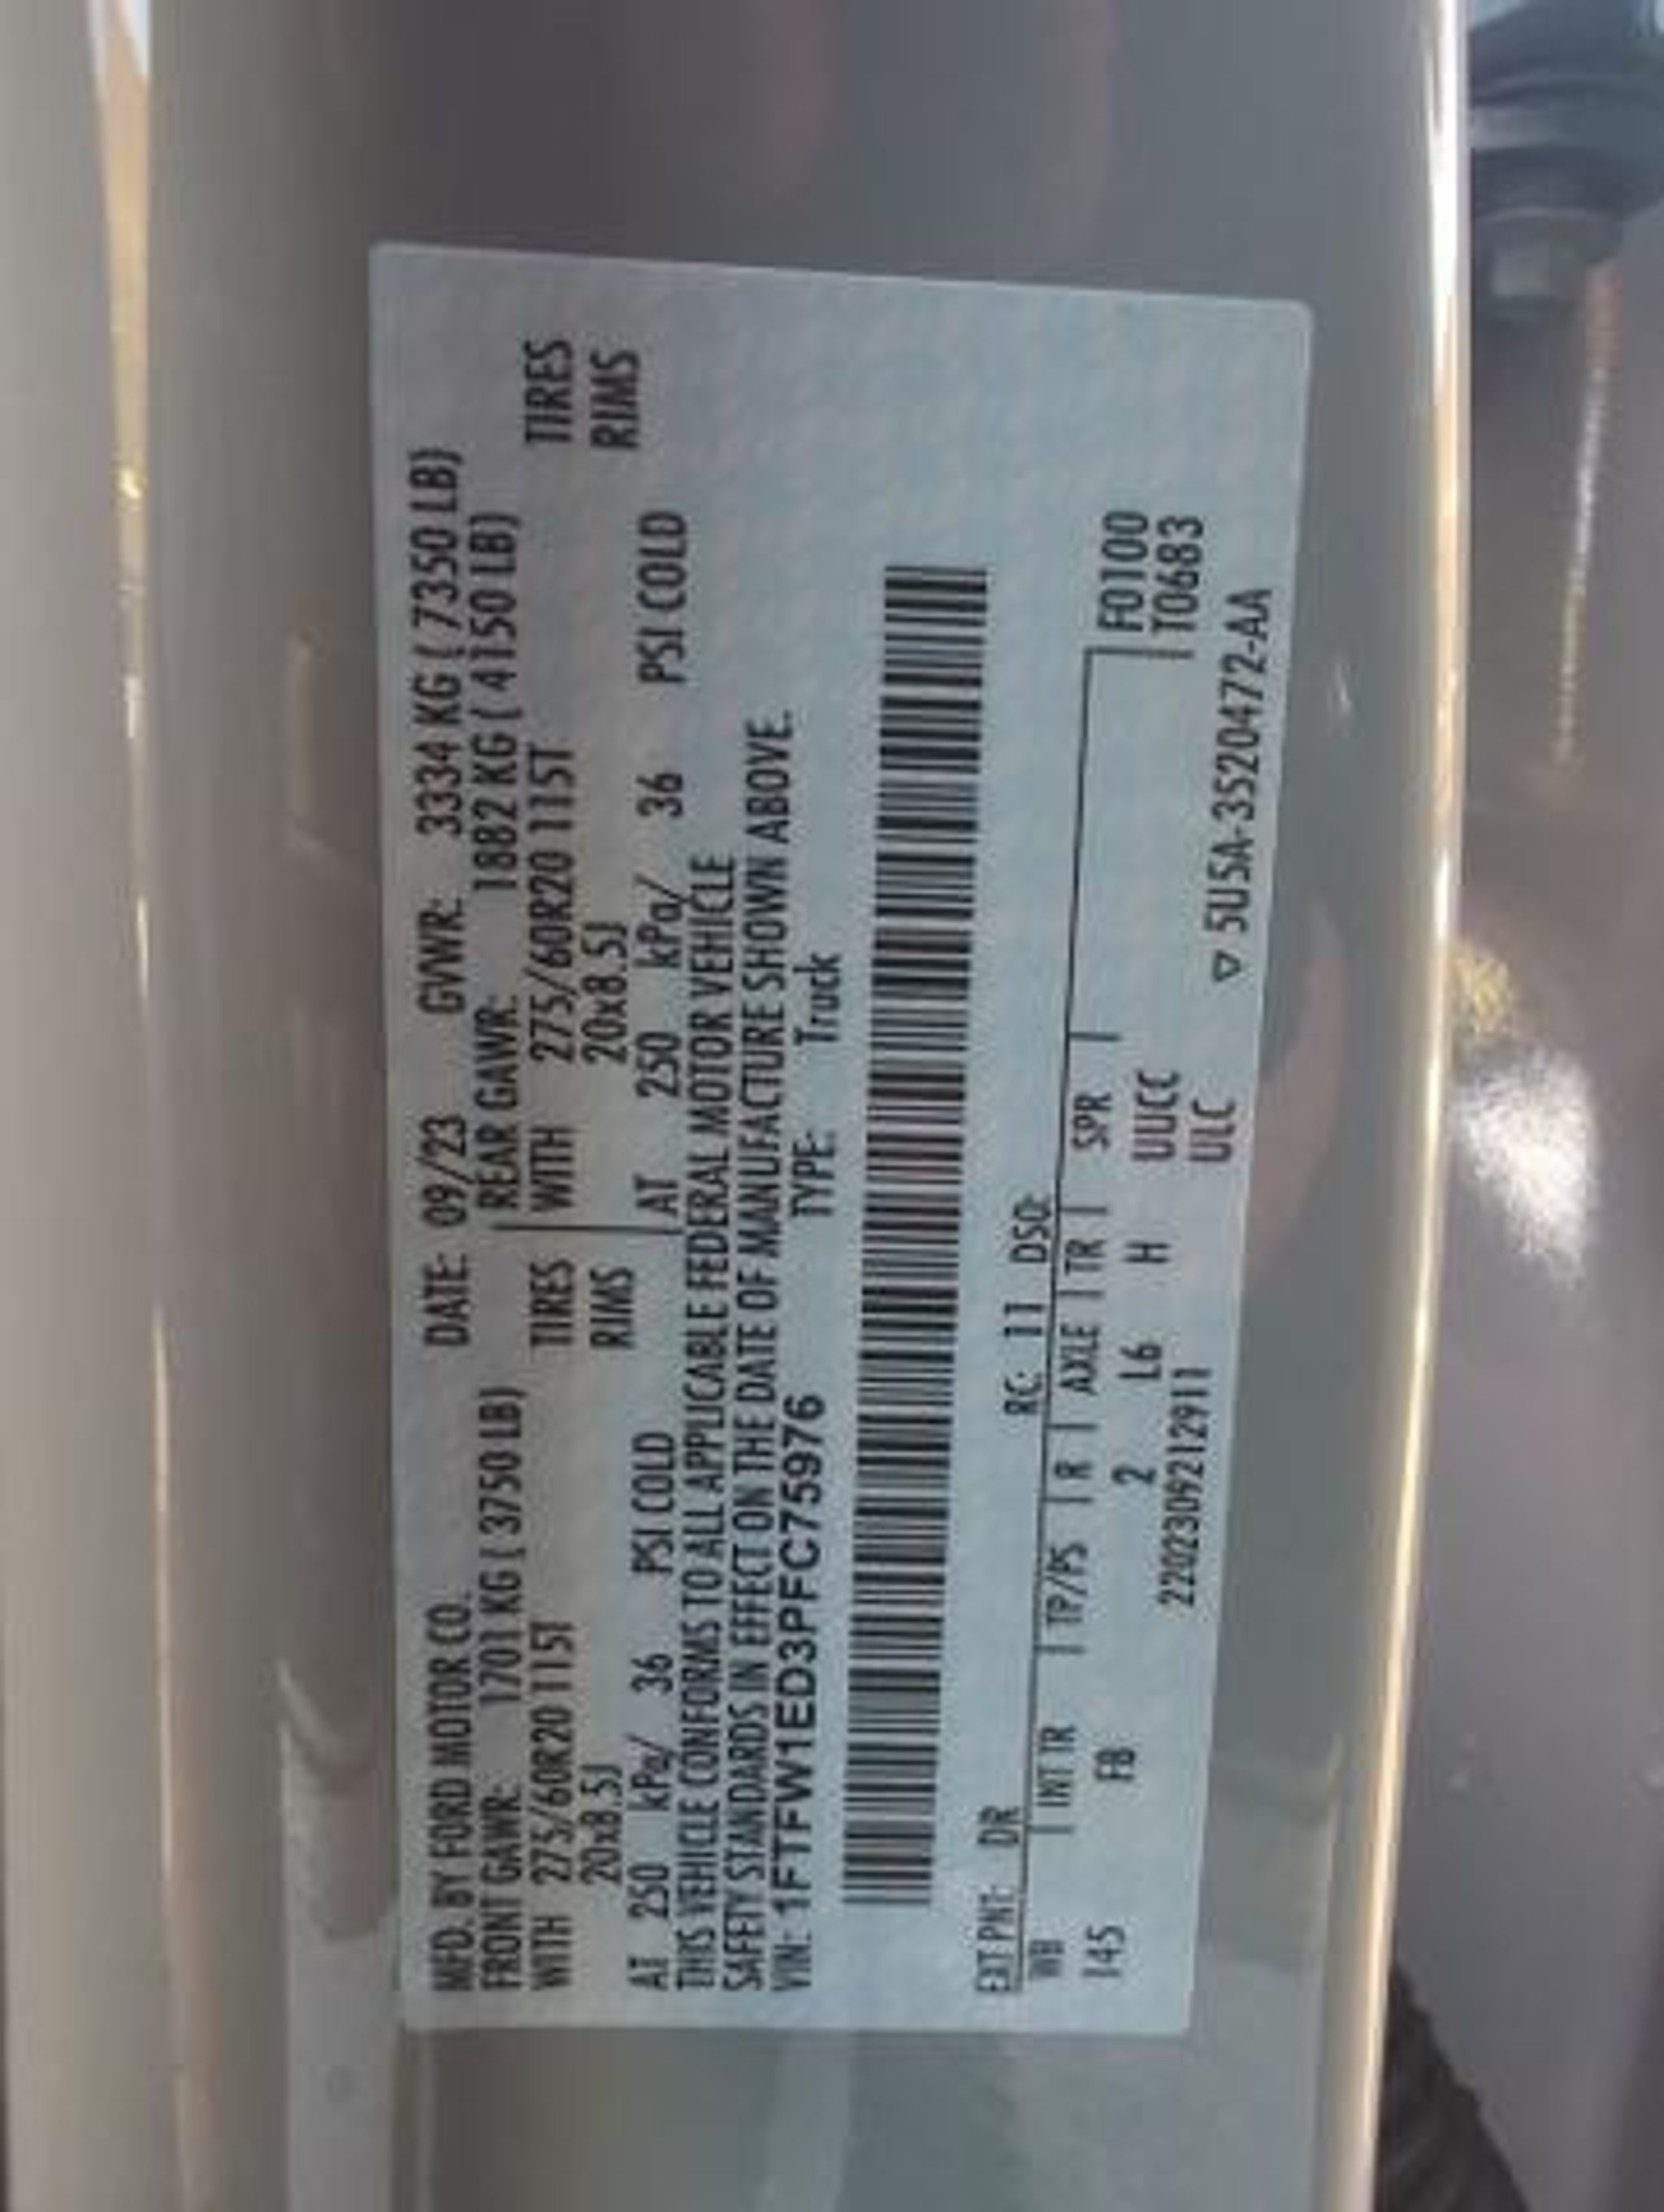 MFD. BY FORD MOTOR CO. DATE: 09/23 GVWR: 3334 KG ( 7350 LB)
FRONT GAWR: 1701 KG ( 3750 LB) REAR GAWR: 1882 KG ( 4150 LB)
WITH 275/60R20 115T TIRES WITH 275/60R20 115T TIRES
20x8.5J RIMS 20x8.5J RIMS
AT 250 kPa/ 36 PSI COLD AT 250 kPa/ 36 PSI COLD
THIS VEHICLE CONFORMS TO ALL APPLICABLE FEDERAL MOTOR VEHICLE
SAFETY STANDARDS IN EFFECT ON THE DATE OF MANUFACTURE SHOWN ABOVE.
VIN: 1FTFW1ED3PFC75976 TYPE: Truck
EXT PNT: DR RC: 11 DSO:
WB INT TR TP/PS R AXLE TR SPR F0100
145 FB 2 L6 H UUCC T0683
2202309212911 ULC
▽ 5U5A-3520472-AA